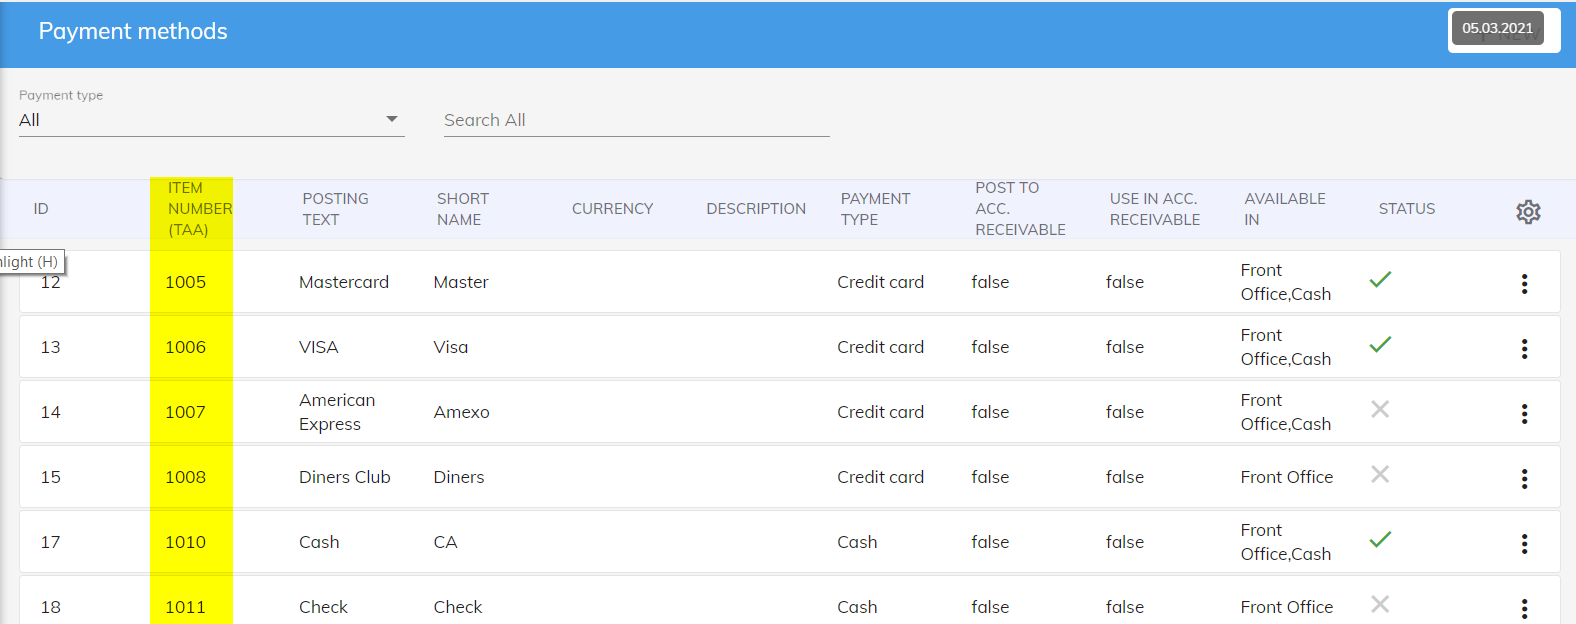 Payment methods
05.03.2021
Payment type
All
Search All
ID
ITEM NUMBER (TAA)
POSTING TEXT
SHORT NAME
CURRENCY
DESCRIPTION
PAYMENT TYPE
POST TO ACC. RECEIVABLE
USE IN ACC. RECEIVABLE
AVAILABLE IN
STATUS
light (H)
12 1005 Mastercard Master Credit card false false Front Office,Cash
13 1006 VISA Visa Credit card false false Front Office,Cash
14 1007 American Express Amexo Credit card false false Front Office,Cash
15 1008 Diners Club Diners Credit card false false Front Office
17 1010 Cash CA Cash false false Front Office,Cash
18 1011 Check Check Cash false false Front Office